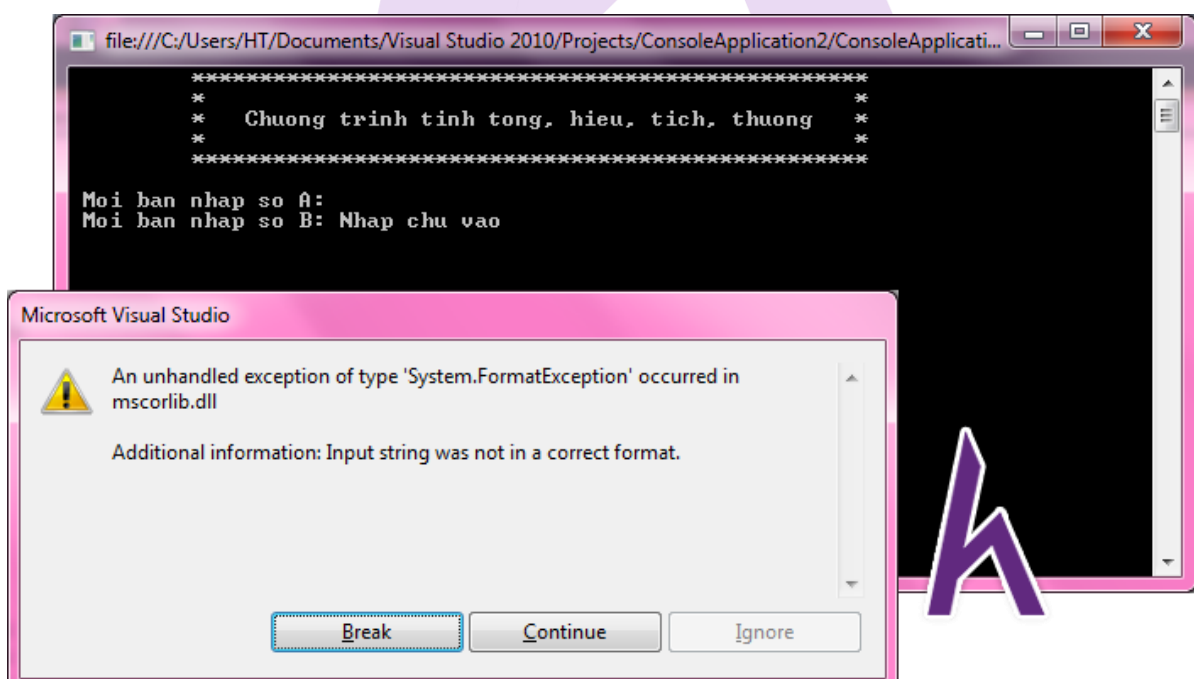 file:///C:/Users/HT/Documents/Visual Studio 2010/Projects/ConsoleApplication2/ConsoleApplicati...
**************************************************
* *
* Chuong trinh tinh tong, hieu, tich, thuong *
* *
**************************************************
Moi ban nhap so A:
Moi ban nhap so B: Nhap chu vao
Microsoft Visual Studio
An unhandled exception of type 'System.FormatException' occurred in
mscorlib.dll
Additional information: Input string was not in a correct format.
Break Continue Ignore